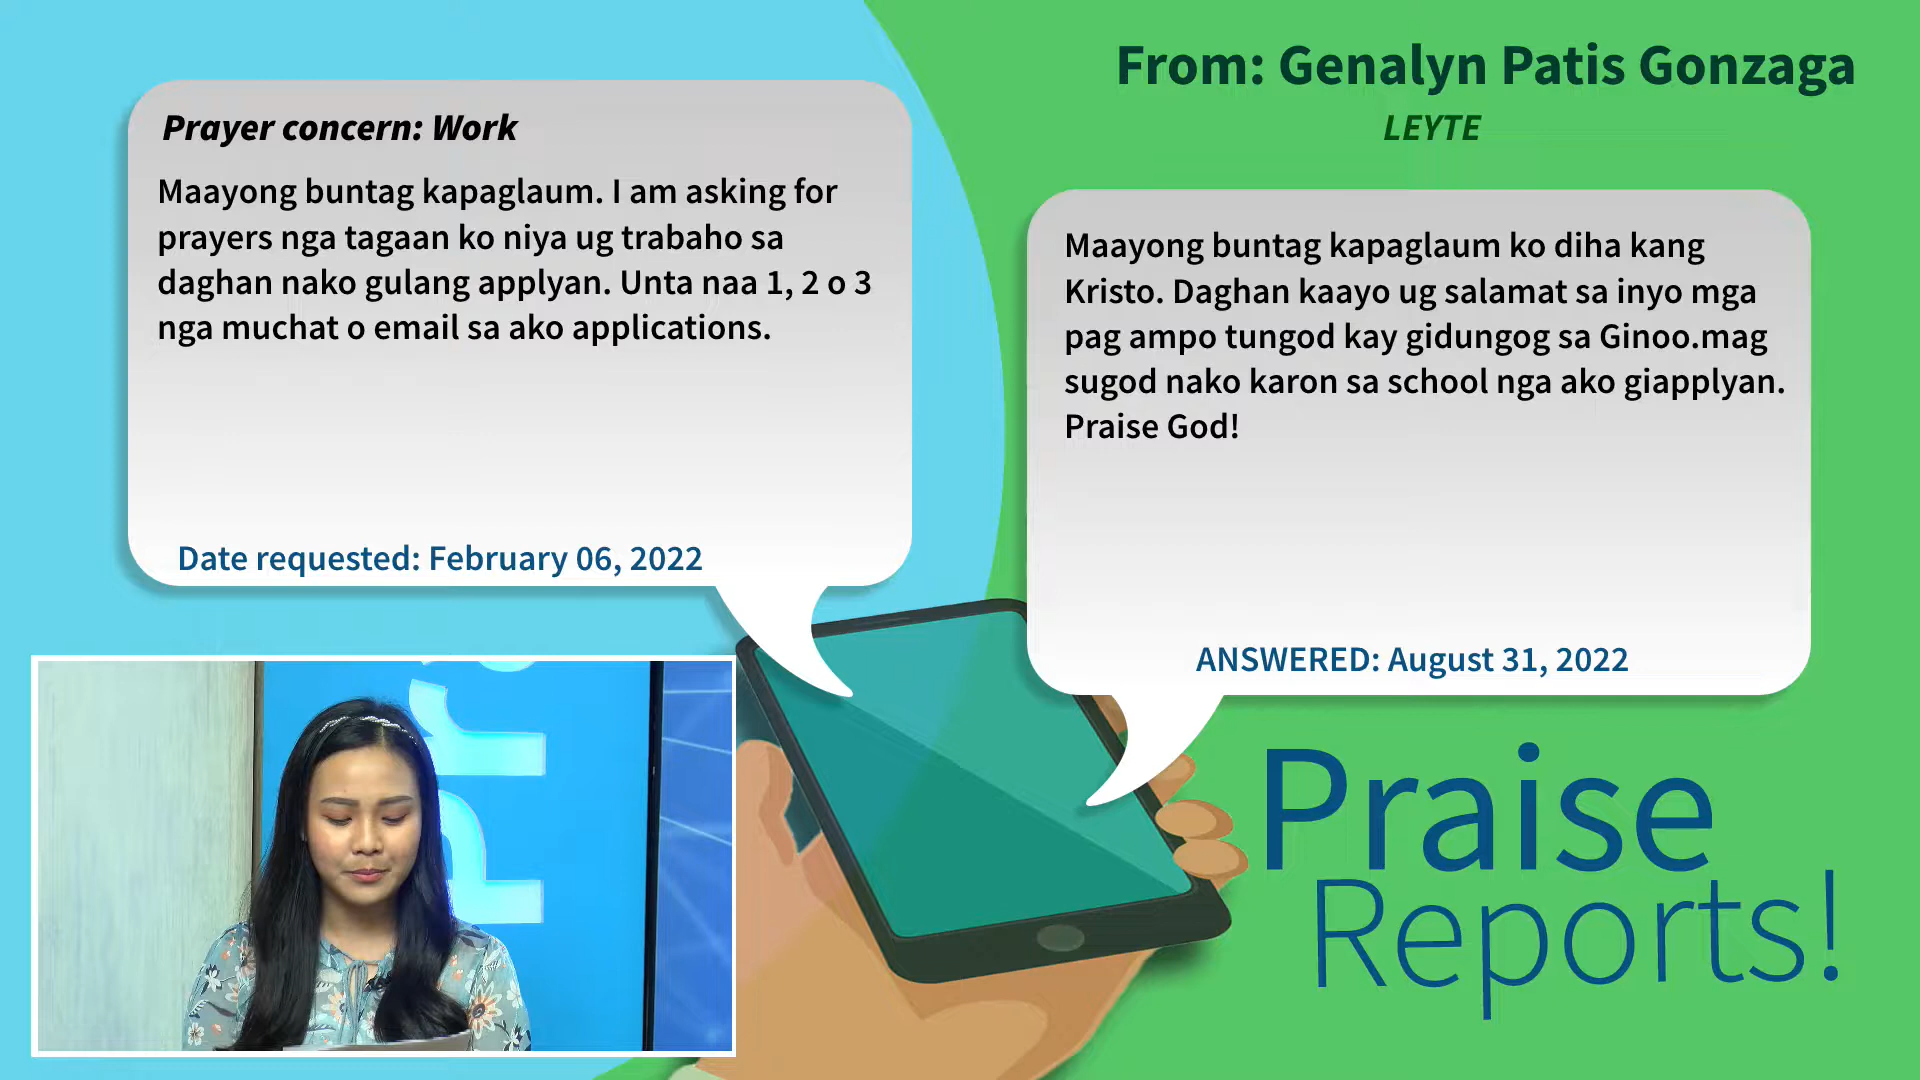 From: Genalyn Patis Gonzaga
LEYTE
Prayer concern: Work
Maayong buntag kapaglaum. I am asking for
prayers nga tagaan ko niya ug trabaho sa
daghan nako gulang applyan. Unta naa 1, 2 o 3
nga muchat o email sa ako applications.
Date requested: February 06, 2022
Maayong buntag kapaglaum ko diha kang
Kristo. Daghan kaayo ug salamat sa inyo mga
pag ampo tungod kay gidungog sa Ginoo.mag
sugod nako karon sa school nga ako giapplyan.
Praise God!
ANSWERED: August 31, 2022
Praise
Reports!